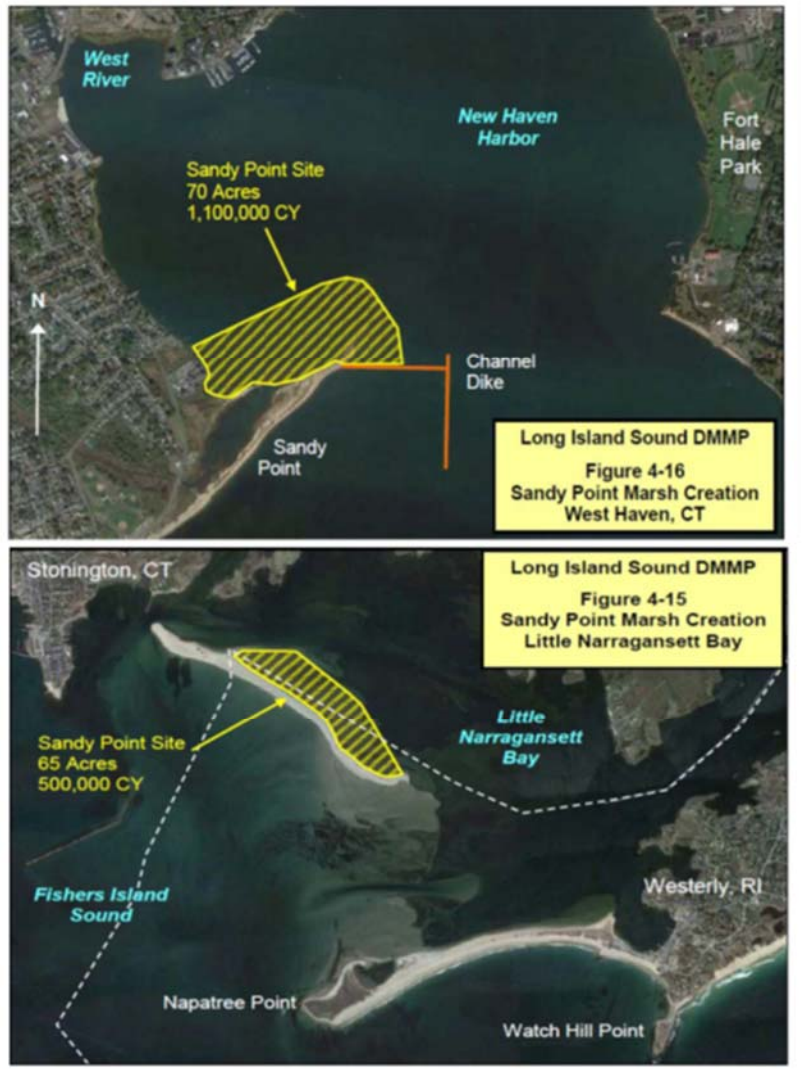 West
River
New Haven
Harbor
Fort
Hale
Park
Sandy Point Site
70 Acres
1,100,000 CY
N
Channel
Dike
Sandy
Point
Long Island Sound DMMP
Figure 4-16
Sandy Point Marsh Creation
West Haven, CT
Stonington, CT
Long Island Sound DMMP
Figure 4-15
Sandy Point Marsh Creation
Little Narragansett Bay
Little
Narragansett
Bay
Sandy Point Site
65 Acres
500,000 CY
Fishers Island
Sound
Westerly, RI
Napatree Point
Watch Hill Point